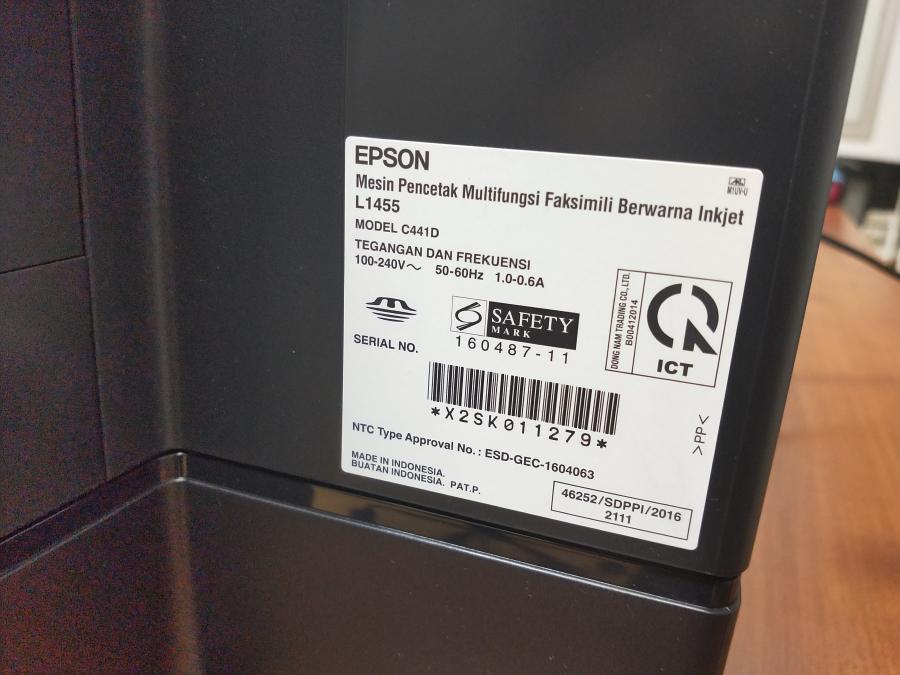 EPSON
Mesin Pencetak Multifungsi Faksimili Berwarna Inkjet
L1455
MODEL C441D
TEGANGAN DAN FREKUENSI
100-240V～ 50-60Hz 1.0-0.6A
M1UV-U
SAFETY
MARK
160487-11
DONG NAM TRADING CO., LTD.
B00412014
ICT
SERIAL NO.
*X2SK011279*
>PP<
NTC Type Approval No. : ESD-GEC-1604063
MADE IN INDONESIA.
BUATAN INDONESIA. PAT.P.
46252/SDPPI/2016
2111